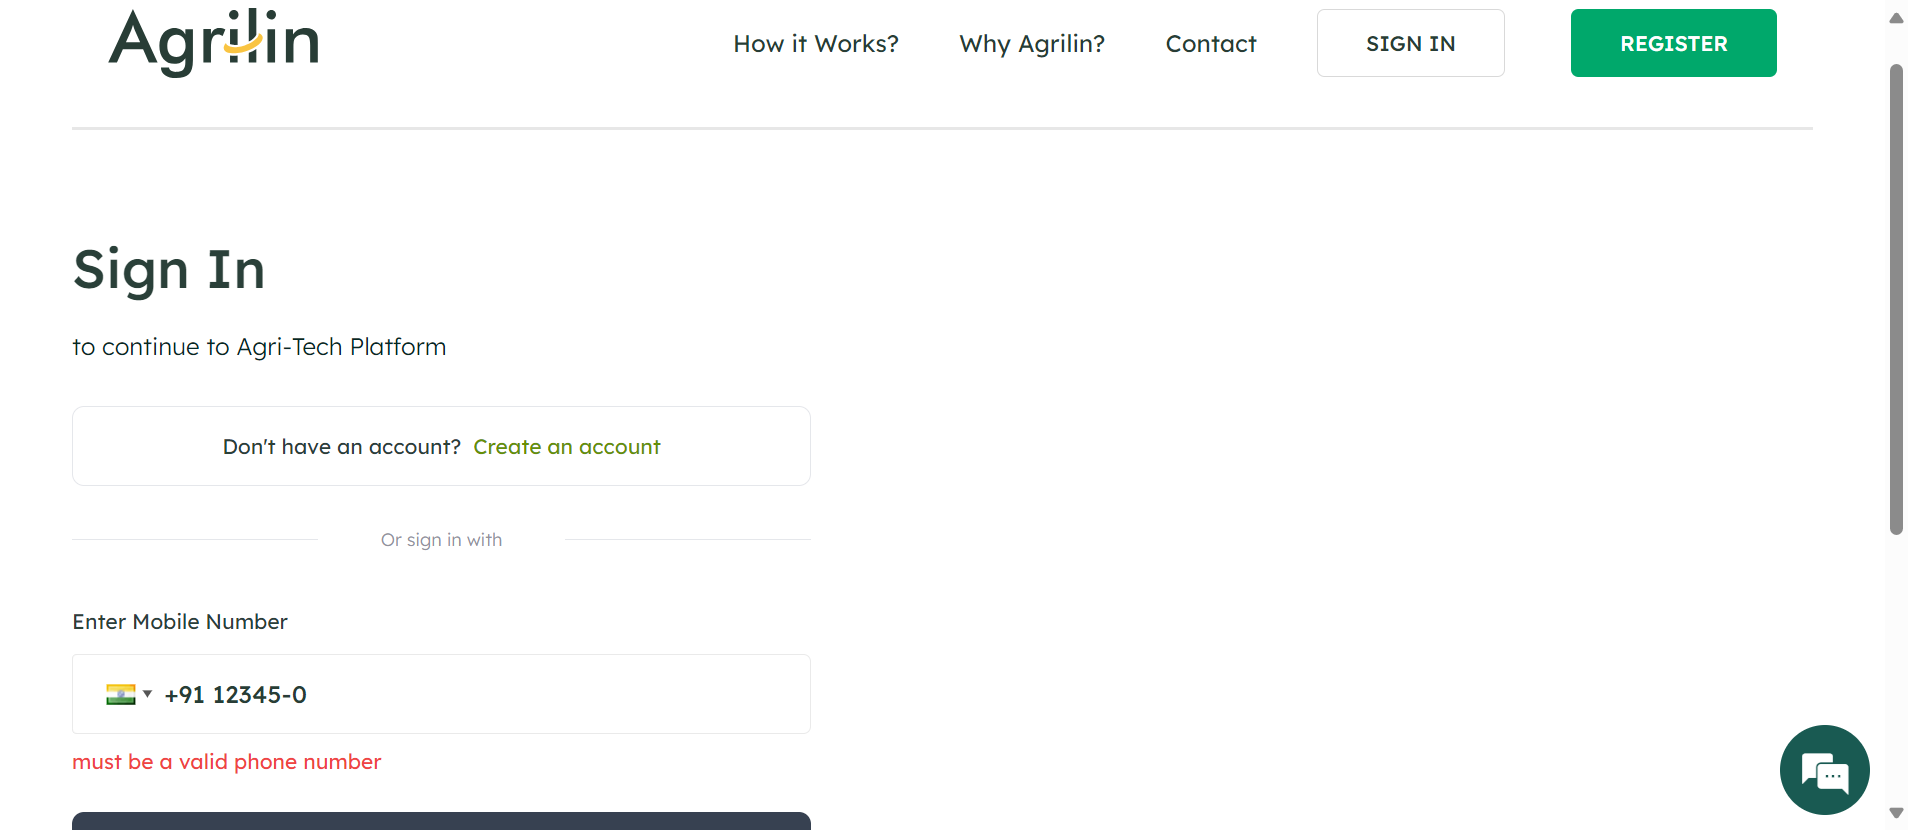 Agrilin
How it Works?
Why Agrilin?
Contact
SIGN IN
REGISTER
Sign In
to continue to Agri-Tech Platform
Don't have an account? Create an account
Or sign in with
Enter Mobile Number
+91 12345-0
must be a valid phone number